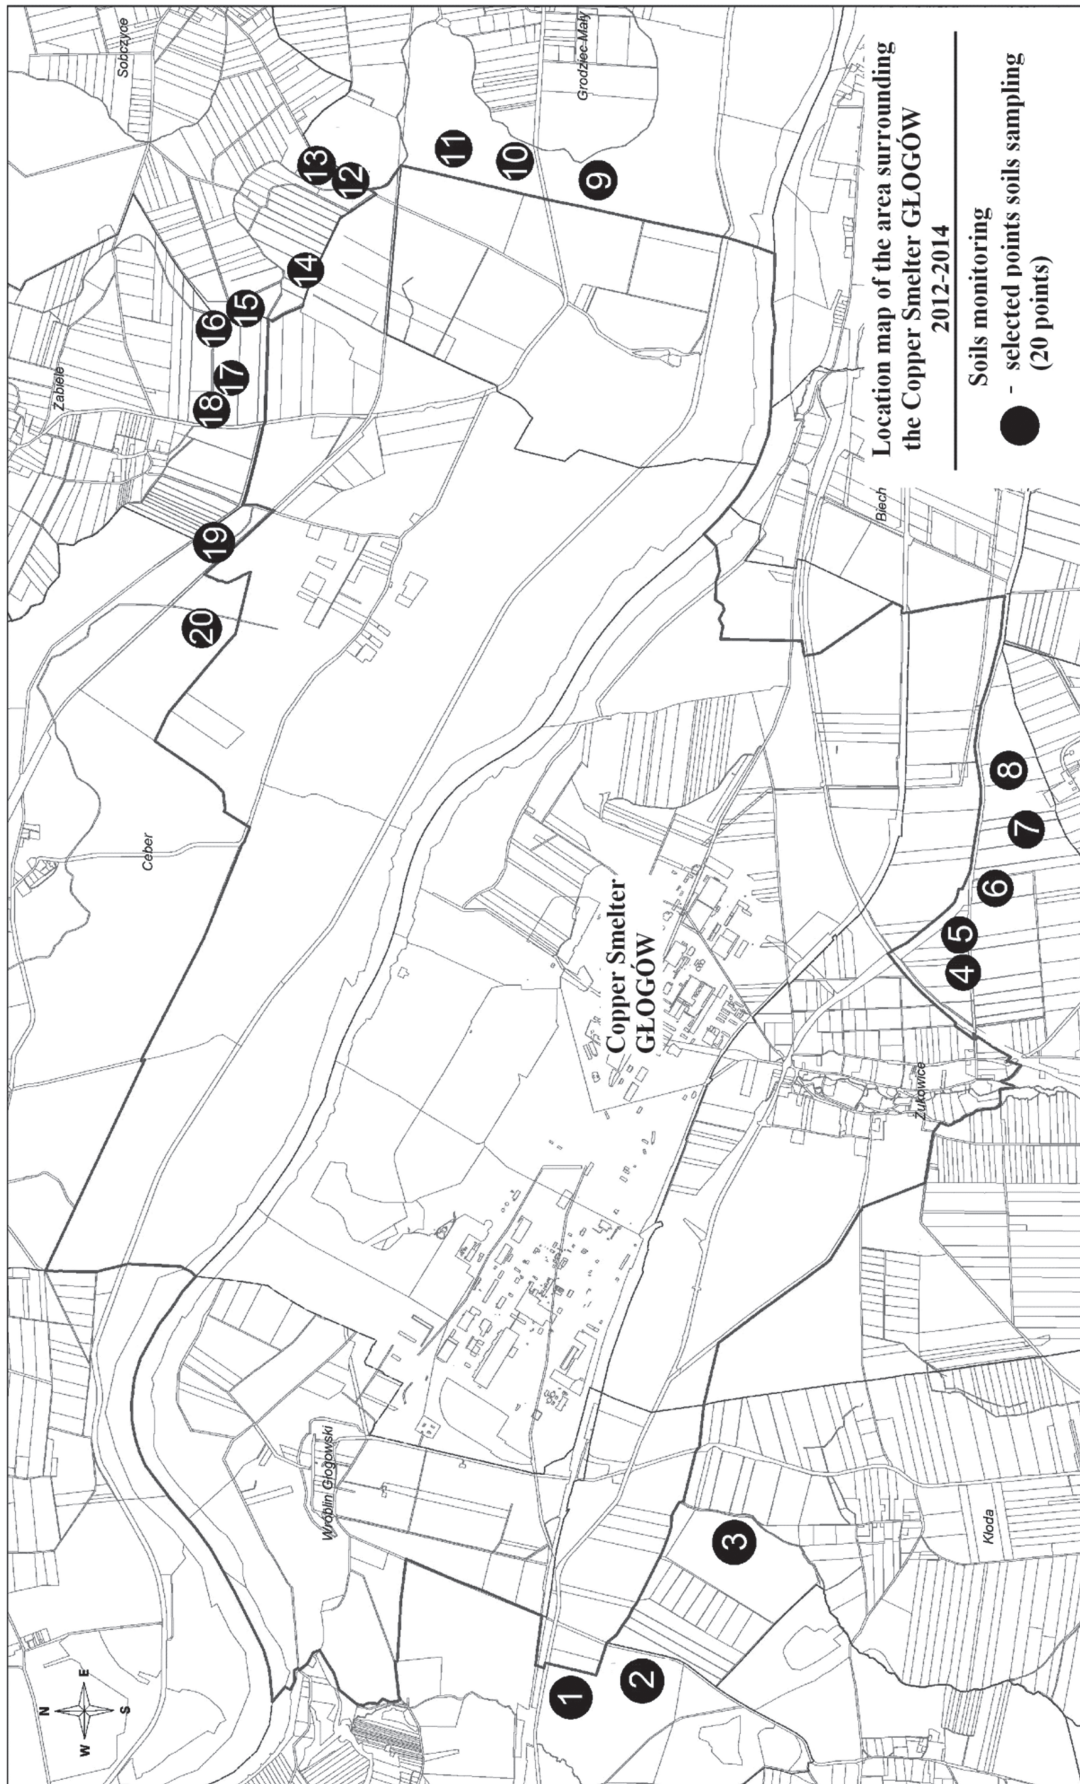 N
W E
S
Żabiele
Sobczyce
Ceber
20
19
18
17
16
15
14
13
12
11
10
9
Wróblin Głogowski
Grodziec Mały
Copper Smelter
GŁOGÓW
1
2
3
Biech
Żukowice
Kłoda
4
5
6
7
8
Location map of the area surrounding
the Copper Smelter GŁOGÓW
2012-2014
Soils monitoring
- selected points soils sampling
(20 points)